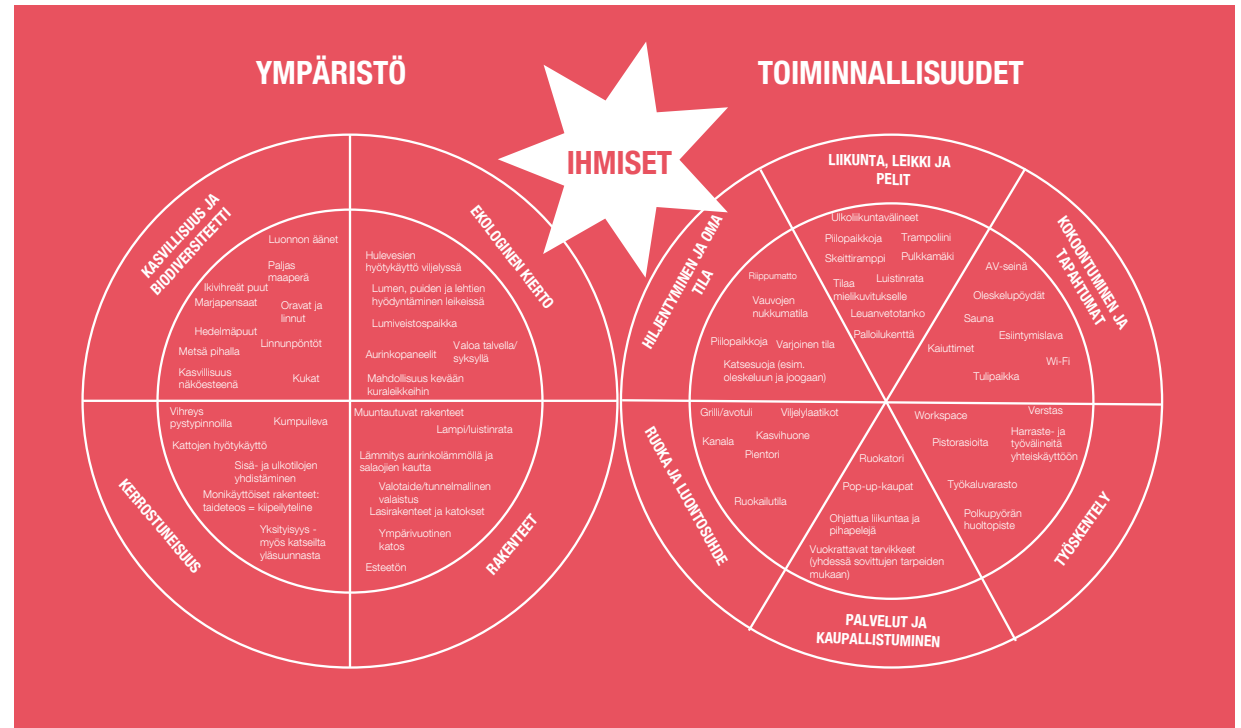 YMPÄRISTÖ
TOIMINNALLISUUDET
IHMISET
KASVILLISUUS JA
BIODIVERSITEETTI
Luonnon äänet
Paljas
maaperä
Ikivihreät puut
Marjapensaat
Oravat ja
linnut
Hedelmäpuut
Linnunpöntöt
Metsä pihalla
Kasvillisuus
näköesteenä
Kukat
EKOLOGINEN KIERTO
Hulevesien
hyötykäyttö viljelyssä
Lumen, puiden ja lehtien
hyödyntäminen leikeissä
Lumiveistospaikka
Aurinkopaneelit
Valoa talvella/
syksyllä
Mahdollisuus kevään
kuraleikkeihin
KERROSTUNEISUUS
Vihreys
pystypinnoilla
Kumpuileva
Kattojen hyötykäyttö
Sisä- ja ulkotilojen
yhdistäminen
Monikäyttöiset rakenteet:
taideteos = kiipeilyteline
Yksityisyys -
myös katseilta
yläsuunnasta
RAKENTEET
Muuntautuvat rakenteet
Lampi/luistinrata
Lämmitys aurinkolämmöllä ja
salaojien kautta
Valotaide/tunnelmallinen
valaistus
Lasirakenteet ja katokset
Ympärivuotinen
katos
Esteetön
HILJENTYMINEN JA OMA
TILA
Riippumatto
Vauvojen
nukkumatila
Piilopaikkoja
Varjoinen tila
Katsesuoja (esim.
oleskeluun ja joogaan)
LIIKUNTA, LEIKKI JA
PELIT
Ulkoliikuntavälineet
Piilopaikkoja
Trampoliini
Skeittiramppi
Pulkkamäki
Tilaa
mielikuvitukselle
Luistinrata
Leuanvetotanko
Palloilukenttä
KOKOONTUMINEN JA
TAPAHTUMAT
AV-seinä
Oleskelupöydät
Sauna
Esiintymislava
Kaiuttimet
Wi-Fi
Tulipaikka
RUOKA JA LUONTOSUHDE
Grilli/avotuli
Viljelylaatikot
Kanala
Kasvihuone
Pientori
Ruokailutila
PALVELUT JA
KAUPALLISTUMINEN
Ruokatori
Pop-up-kaupat
Ohjattua liikuntaa ja
pihapelejä
Vuokrattavat tarvikkeet
(yhdessä sovittujen tarpeiden
mukaan)
TYÖSKENTELY
Workspace
Verstas
Pistorasioita
Harraste- ja
työvälineitä
yhteiskäyttöön
Työkaluvarasto
Polkupyörän
huoltopiste